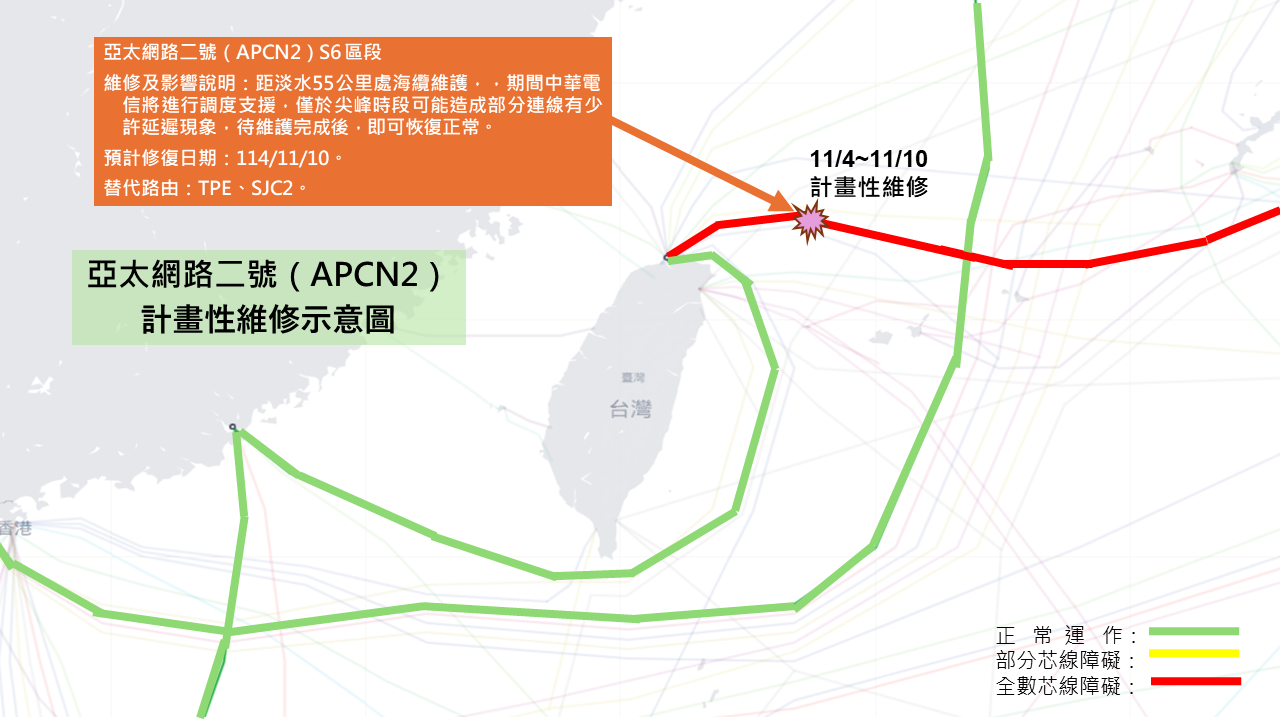 亞太網路二號（APCN2）S6區段
維修及影響說明：距淡水55公里處海纜維護，，期間中華電
信將進行調度支援，僅於尖峰時段可能造成部分連線有少
許延遲現象，待維護完成後，即可恢復正常。
預計修復日期：114/11/10。
替代路由：TPE、SJC2。
11/4~11/10
計畫性維修
亞太網路二號（APCN2）
計畫性維修示意圖
臺灣
台灣
香港
正常運作：
部分芯線障礙：
全數芯線障礙：